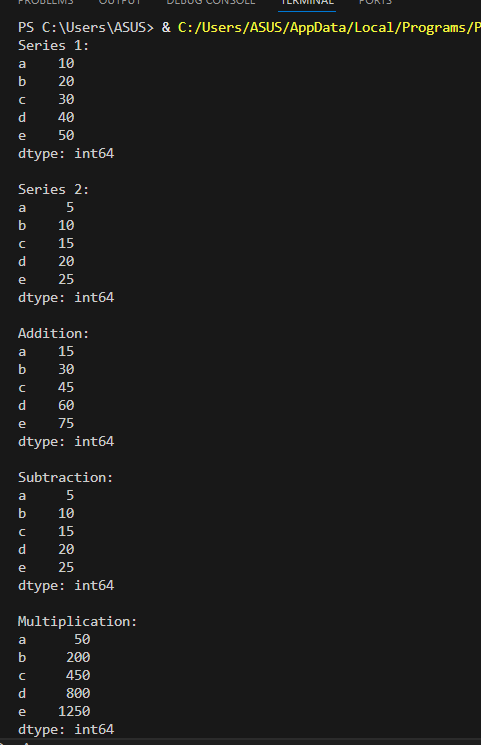 PROBLEMS OUTPUT DEBUG CONSOLE TERMINAL PORTS
PS C:\Users\ASUS> & C:/Users/ASUS/AppData/Local/Programs/P
Series 1:
a    10
b    20
c    30
d    40
e    50
dtype: int64

Series 2:
a     5
b    10
c    15
d    20
e    25
dtype: int64

Addition:
a    15
b    30
c    45
d    60
e    75
dtype: int64

Subtraction:
a     5
b    10
c    15
d    20
e    25
dtype: int64

Multiplication:
a      50
b     200
c     450
d     800
e    1250
dtype: int64